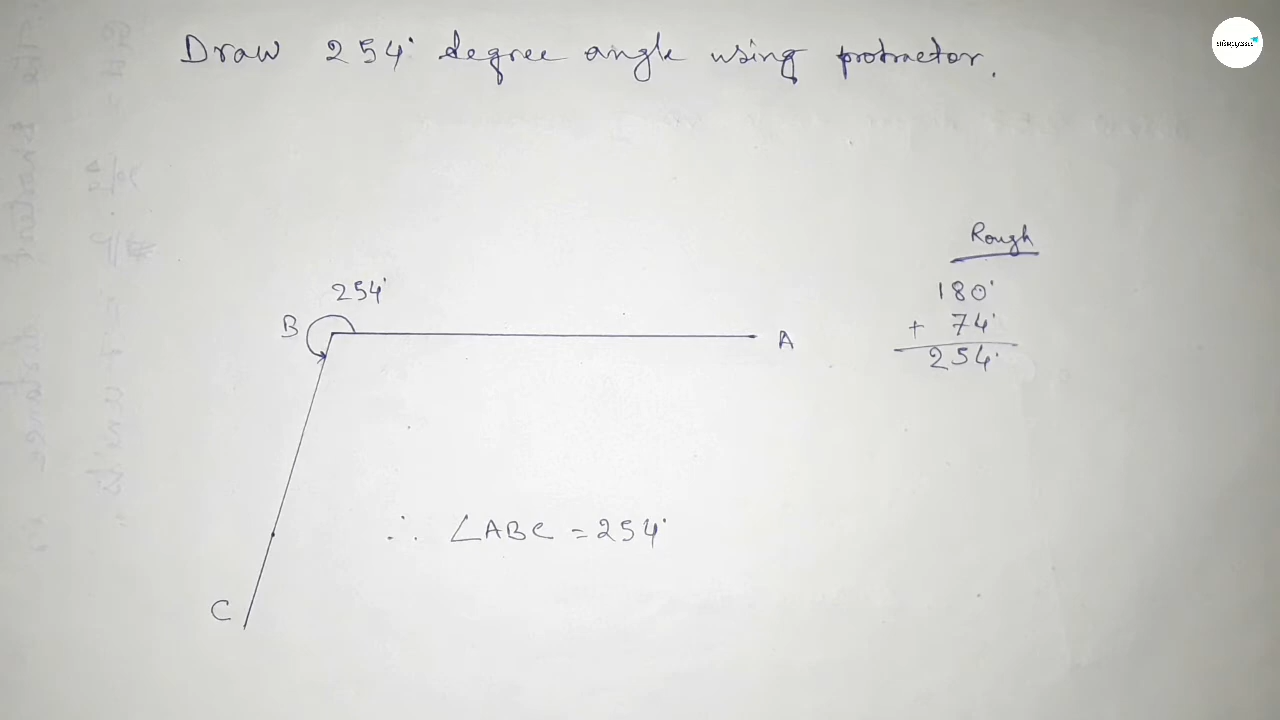 Draw 254° degree angle using protractor.
Rough
180°
+ 74°
254°
254°
B
A
C
∴ ∠ABC = 254°